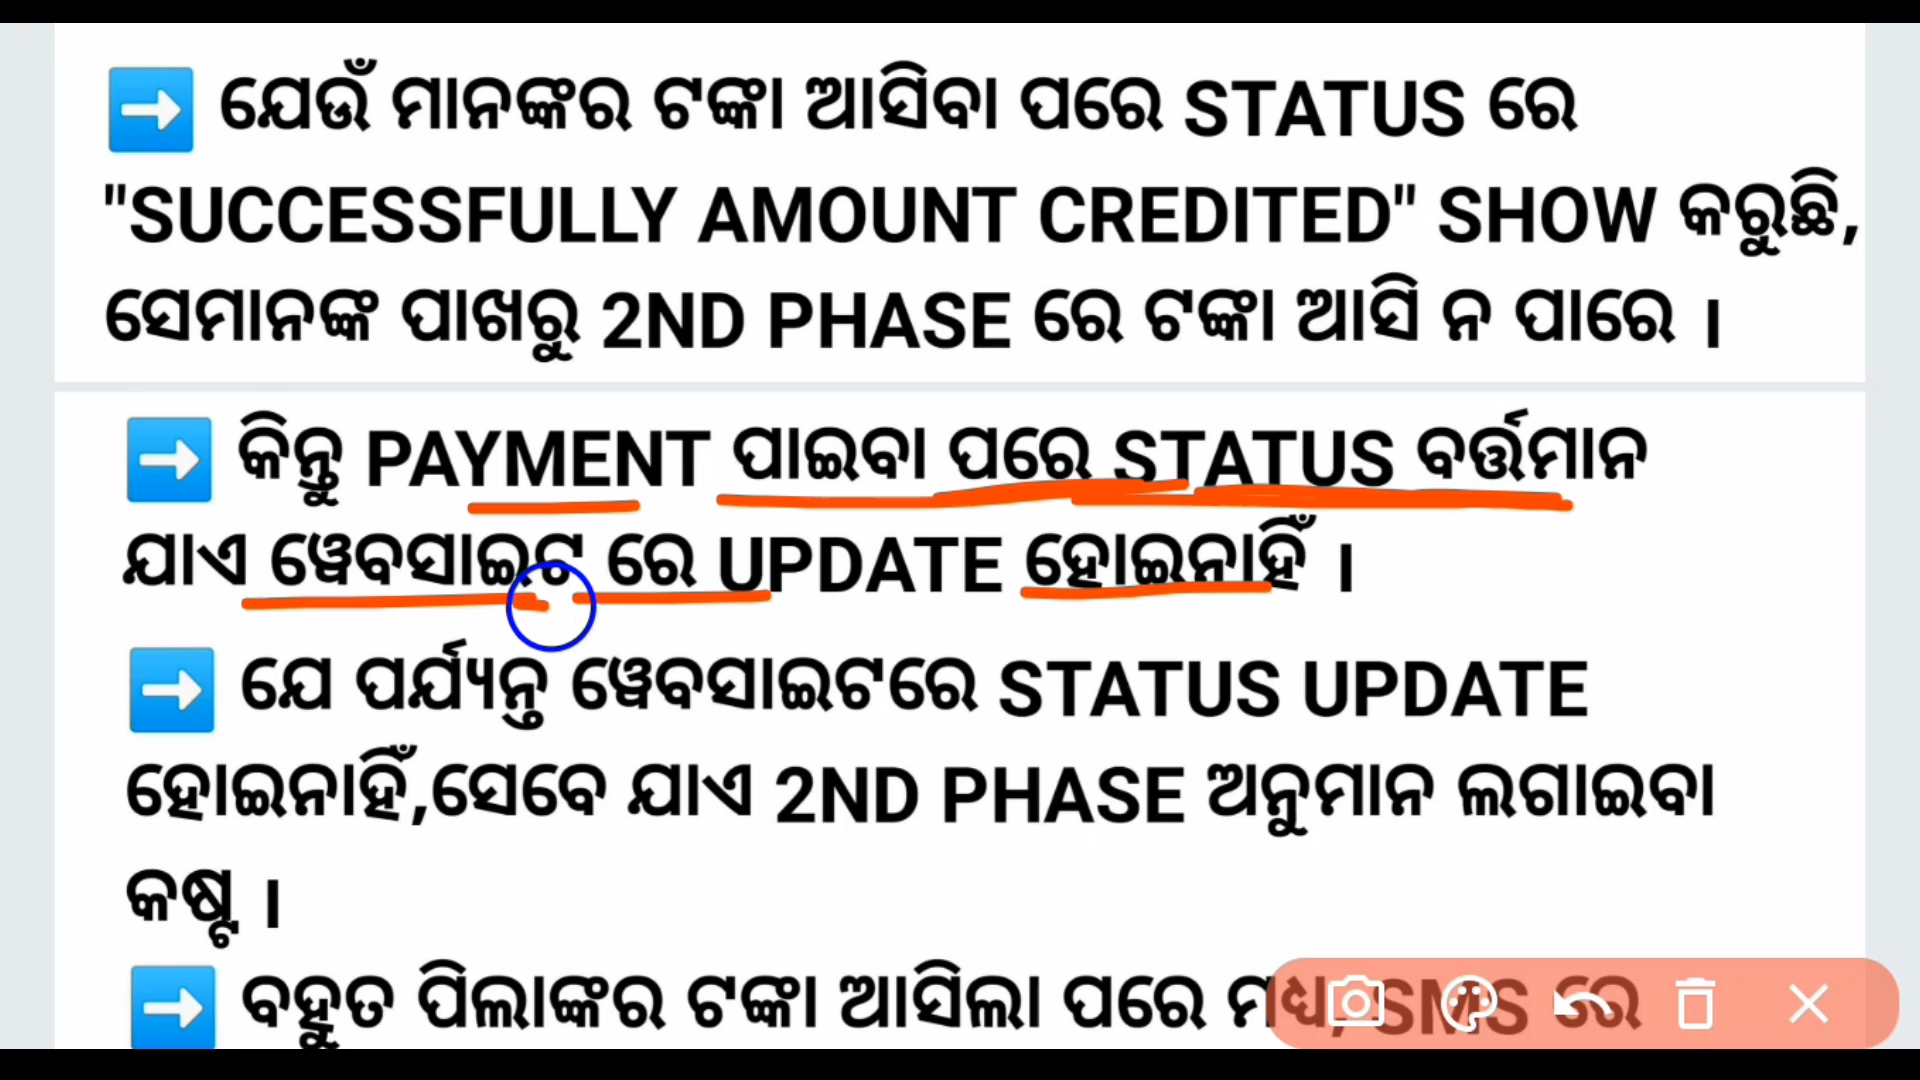 ➡️ ଯେଉଁ ମାନଙ୍କର ଟଙ୍କା ଆସିବା ପରେ STATUS ରେ
"SUCCESSFULLY AMOUNT CREDITED" SHOW କରୁଛି,
ସେମାନଙ୍କ ପାଖରୁ 2ND PHASE ରେ ଟଙ୍କା ଆସି ନ ପାରେ ।
➡️ କିନ୍ତୁ PAYMENT ପାଇବା ପରେ STATUS ବର୍ତ୍ତମାନ
ଯାଏ ୱେବସାଇଟ ରେ UPDATE ହୋଇନାହିଁ ।
➡️ ଯେ ପର୍ଯ୍ୟନ୍ତ ୱେବସାଇଟରେ STATUS UPDATE
ହୋଇନାହିଁ,ସେବେ ଯାଏ 2ND PHASE ଅନୁମାନ ଲଗାଇବା
କଷ୍ଟ ।
➡️ ବହୁତ ପିଲାଙ୍କର ଟଙ୍କା ଆସିଲା ପରେ ମଧ୍ୟ, SMS ରେ